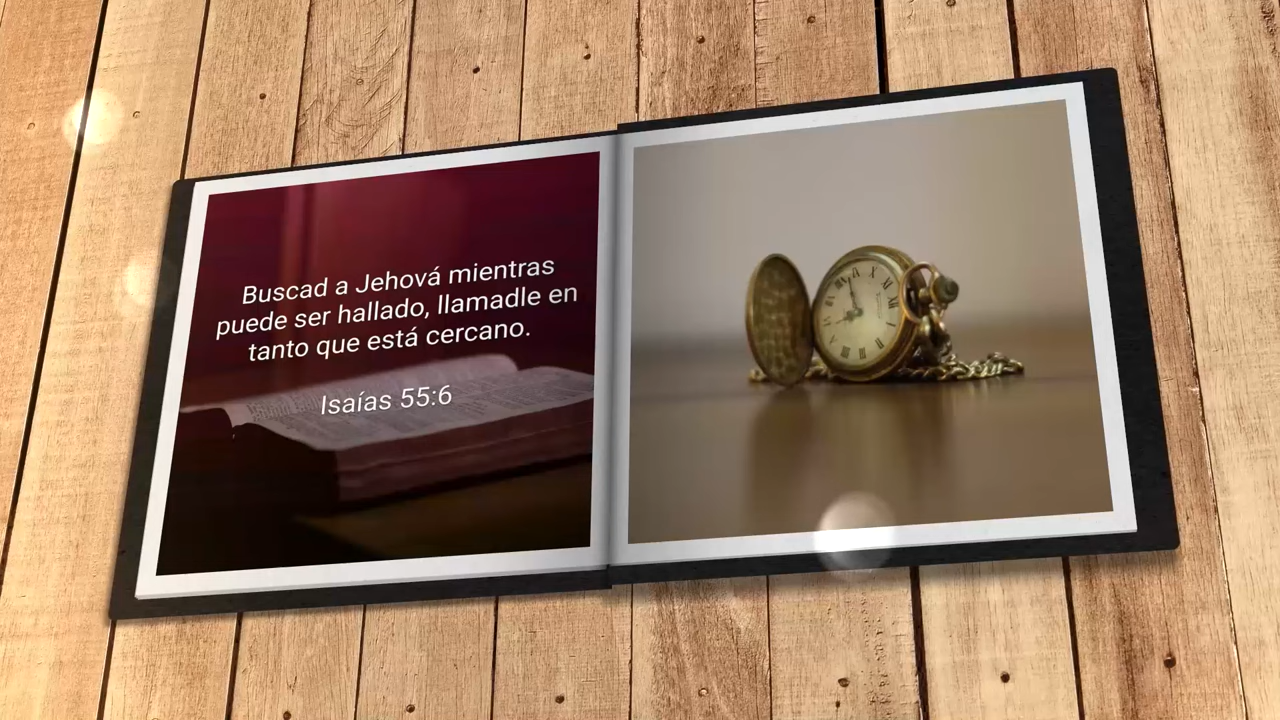 Buscad a Jehová mientras
puede ser hallado, llamadle en
tanto que está cercano.
Isaías 55:6